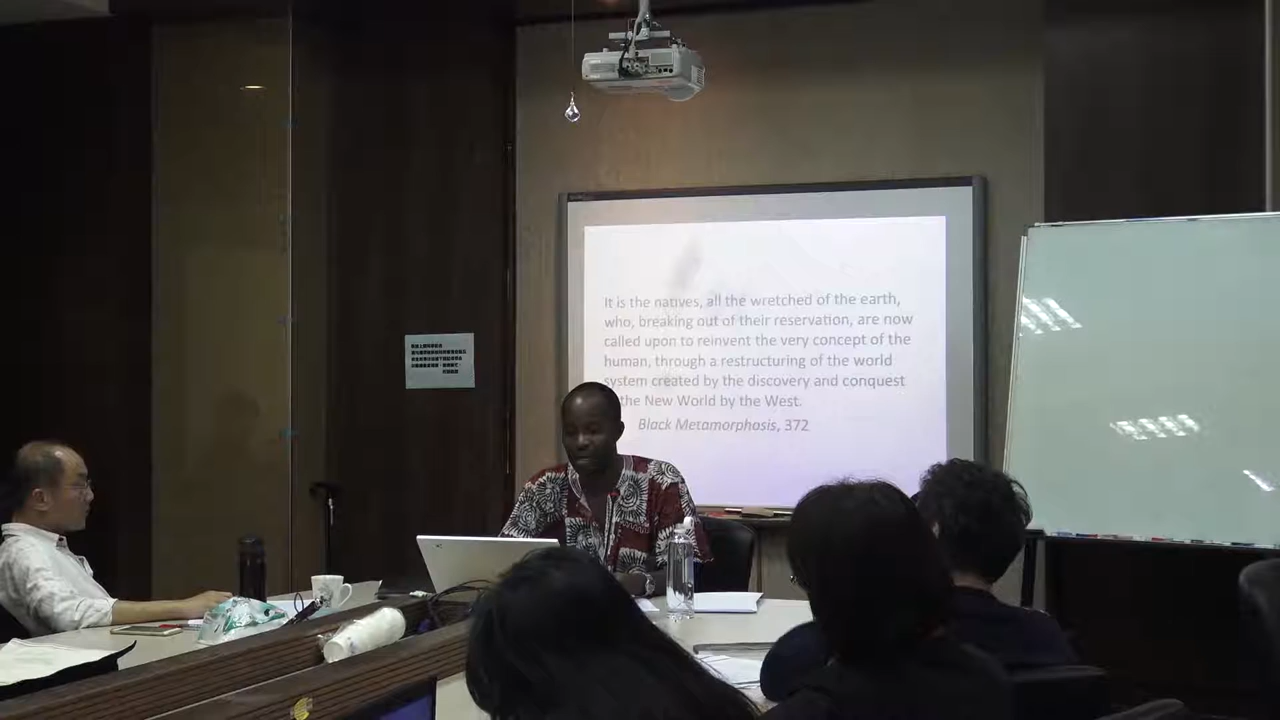 It is the natives, all the wretched of the earth,
who, breaking out of their reservation, are now
called upon to reinvent the very concept of the
human, through a restructuring of the world
system created by the discovery and conquest
the New World by the West.
Black Metamorphosis, 372